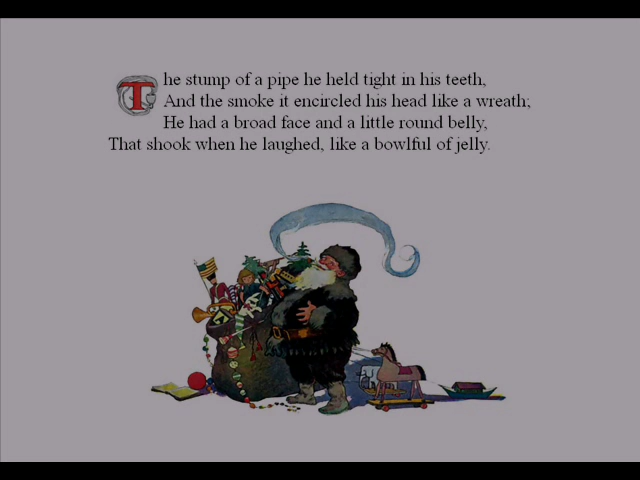 The stump of a pipe he held tight in his teeth,
And the smoke it encircled his head like a wreath;
He had a broad face and a little round belly,
That shook when he laughed, like a bowlful of jelly.